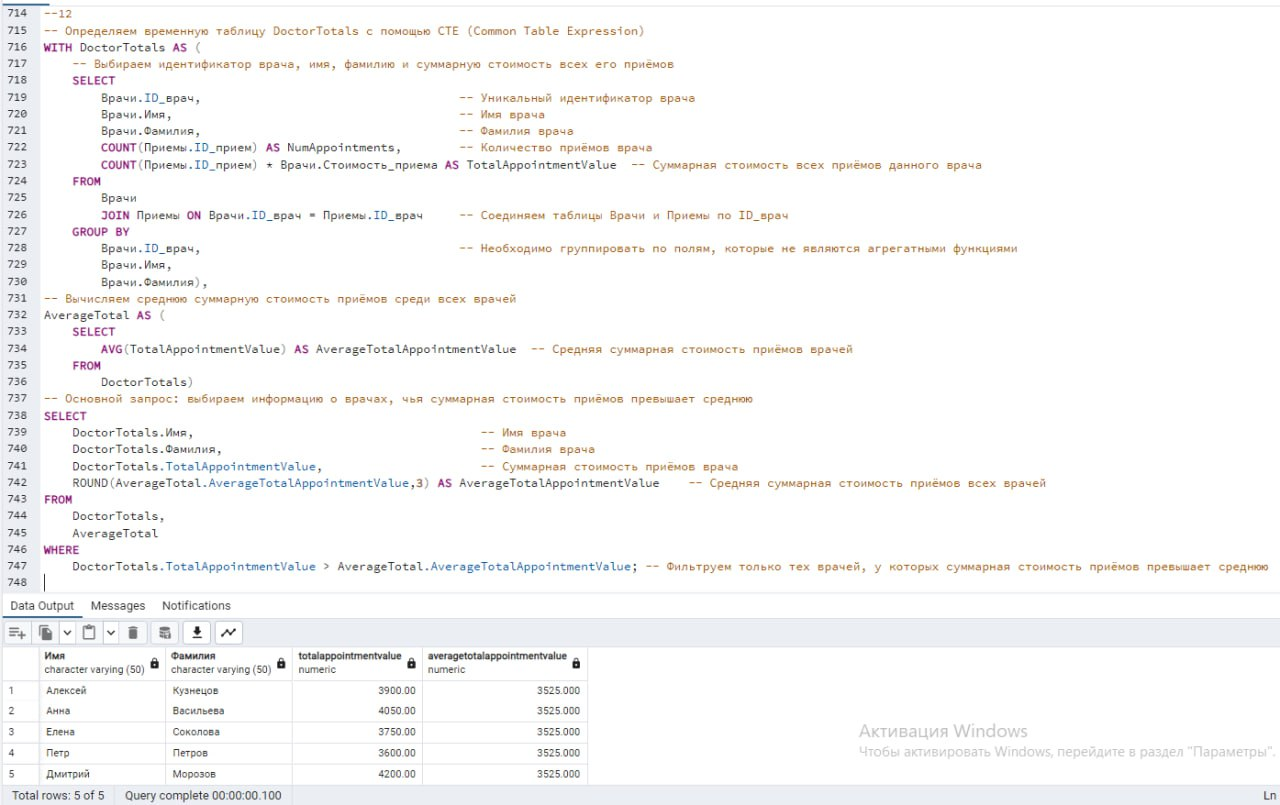 714 --12
715 -- Определяем временную таблицу DoctorTotals с помощью CTE (Common Table Expression)
716 WITH DoctorTotals AS (
717 -- Выбираем идентификатор врача, имя, фамилию и суммарную стоимость всех его приёмов
718 SELECT
719 Врачи.ID_врач, -- Уникальный идентификатор врача
720 Врачи.Имя, -- Имя врача
721 Врачи.Фамилия, -- Фамилия врача
722 COUNT(Приемы.ID_прием) AS NumAppointments, -- Количество приёмов врача
723 COUNT(Приемы.ID_прием) * Врачи.Стоимость_приема AS TotalAppointmentValue -- Суммарная стоимость всех приёмов данного врача
724 FROM
725 Врачи
726 JOIN Приемы ON Врачи.ID_врач = Приемы.ID_врач -- Соединяем таблицы Врачи и Приемы по ID_врач
727 GROUP BY
728 Врачи.ID_врач, -- Необходимо группировать по полям, которые не являются агрегатными функциями
729 Врачи.Имя,
730 Врачи.Фамилия),
731 -- Вычисляем среднюю суммарную стоимость приёмов среди всех врачей
732 AverageTotal AS (
733 SELECT
734 AVG(TotalAppointmentValue) AS AverageTotalAppointmentValue -- Средняя суммарная стоимость приёмов врачей
735 FROM
736 DoctorTotals)
737 -- Основной запрос: выбираем информацию о врачах, чья суммарная стоимость приёмов превышает среднюю
738 SELECT
739 DoctorTotals.Имя, -- Имя врача
740 DoctorTotals.Фамилия, -- Фамилия врача
741 DoctorTotals.TotalAppointmentValue, -- Суммарная стоимость приёмов врача
742 ROUND(AverageTotal.AverageTotalAppointmentValue,3) AS AverageTotalAppointmentValue -- Средняя суммарная стоимость приёмов всех врачей
743 FROM
744 DoctorTotals,
745 AverageTotal
746 WHERE
747 DoctorTotals.TotalAppointmentValue > AverageTotal.AverageTotalAppointmentValue; -- Фильтруем только тех врачей, у которых суммарная стоимость приёмов превышает среднюю
748
Data Output Messages Notifications
Имя Фамилия totalappointmentvalue averagetotalappointmentvalue
character varying (50) character varying (50) numeric numeric
1 Алексей Кузнецов 3900.00 3525.000
2 Анна Васильева 4050.00 3525.000
3 Елена Соколова 3750.00 3525.000
4 Петр Петров 3600.00 3525.000
5 Дмитрий Морозов 4200.00 3525.000
Активация Windows
Чтобы активировать Windows, перейдите в раздел "Параметры".
Total rows: 5 of 5 Query complete 00:00:00.100 Ln